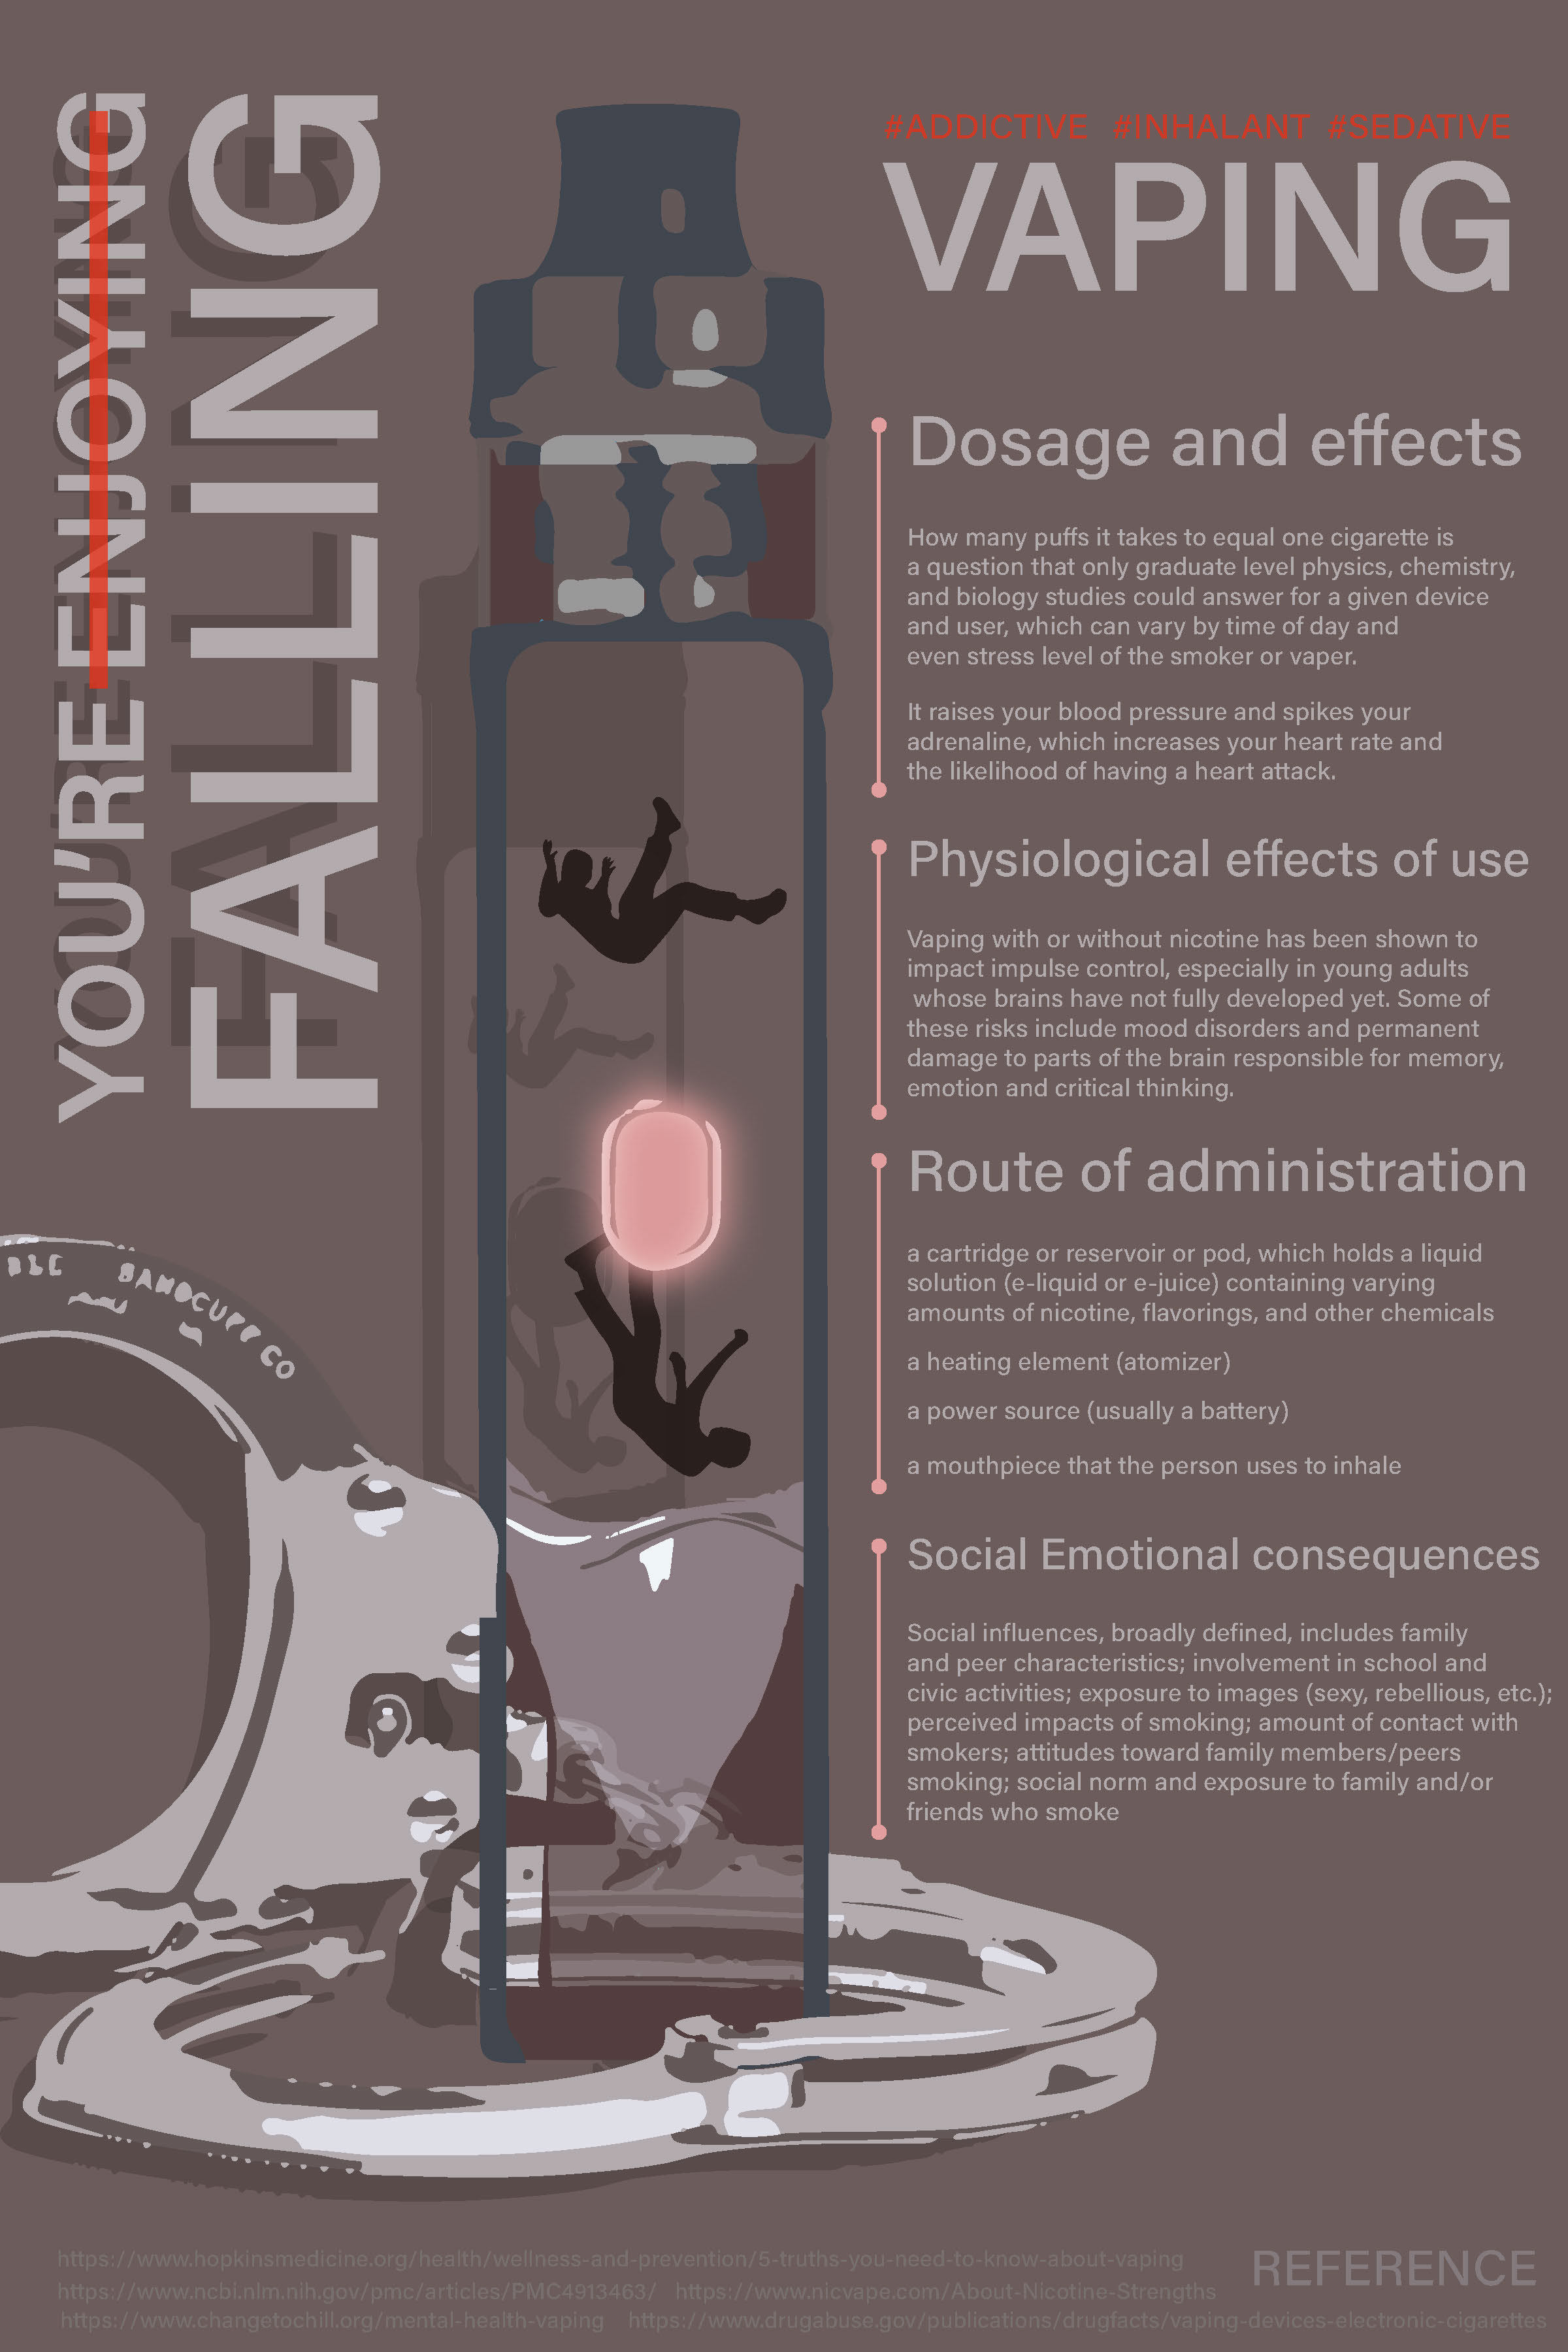 YOU'RE ENJOYING
FALLING
#ADDICTIVE #INHALANT #SEDATIVE
VAPING
Dosage and effects
How many puffs it takes to equal one cigarette is
a question that only graduate level physics, chemistry,
and biology studies could answer for a given device
and user, which can vary by time of day and
even stress level of the smoker or vaper.
It raises your blood pressure and spikes your
adrenaline, which increases your heart rate and
the likelihood of having a heart attack.
Physiological effects of use
Vaping with or without nicotine has been shown to
impact impulse control, especially in young adults
whose brains have not fully developed yet. Some of
these risks include mood disorders and permanent
damage to parts of the brain responsible for memory,
emotion and critical thinking.
Route of administration
a cartridge or reservoir or pod, which holds a liquid
solution (e-liquid or e-juice) containing varying
amounts of nicotine, flavorings, and other chemicals
a heating element (atomizer)
a power source (usually a battery)
a mouthpiece that the person uses to inhale
Social Emotional consequences
Social influences, broadly defined, includes family
and peer characteristics; involvement in school and
civic activities; exposure to images (sexy, rebellious, etc.);
perceived impacts of smoking; amount of contact with
smokers; attitudes toward family members/peers
smoking; social norm and exposure to family and/or
friends who smoke
CO
https://www.hopkinsmedicine.org/health/wellness-and-prevention/5-truths-you-need-to-know-about-vaping
REFERENCE
https://www.ncbi.nlm.nih.gov/pmc/articles/PMC4913463/ https://www.nicvape.com/About-Nicotine-Strengths
https://www.changetochill.org/mental-health-vaping https://www.drugabuse.gov/publications/drugfacts/vaping-devices-electronic-cigarettes